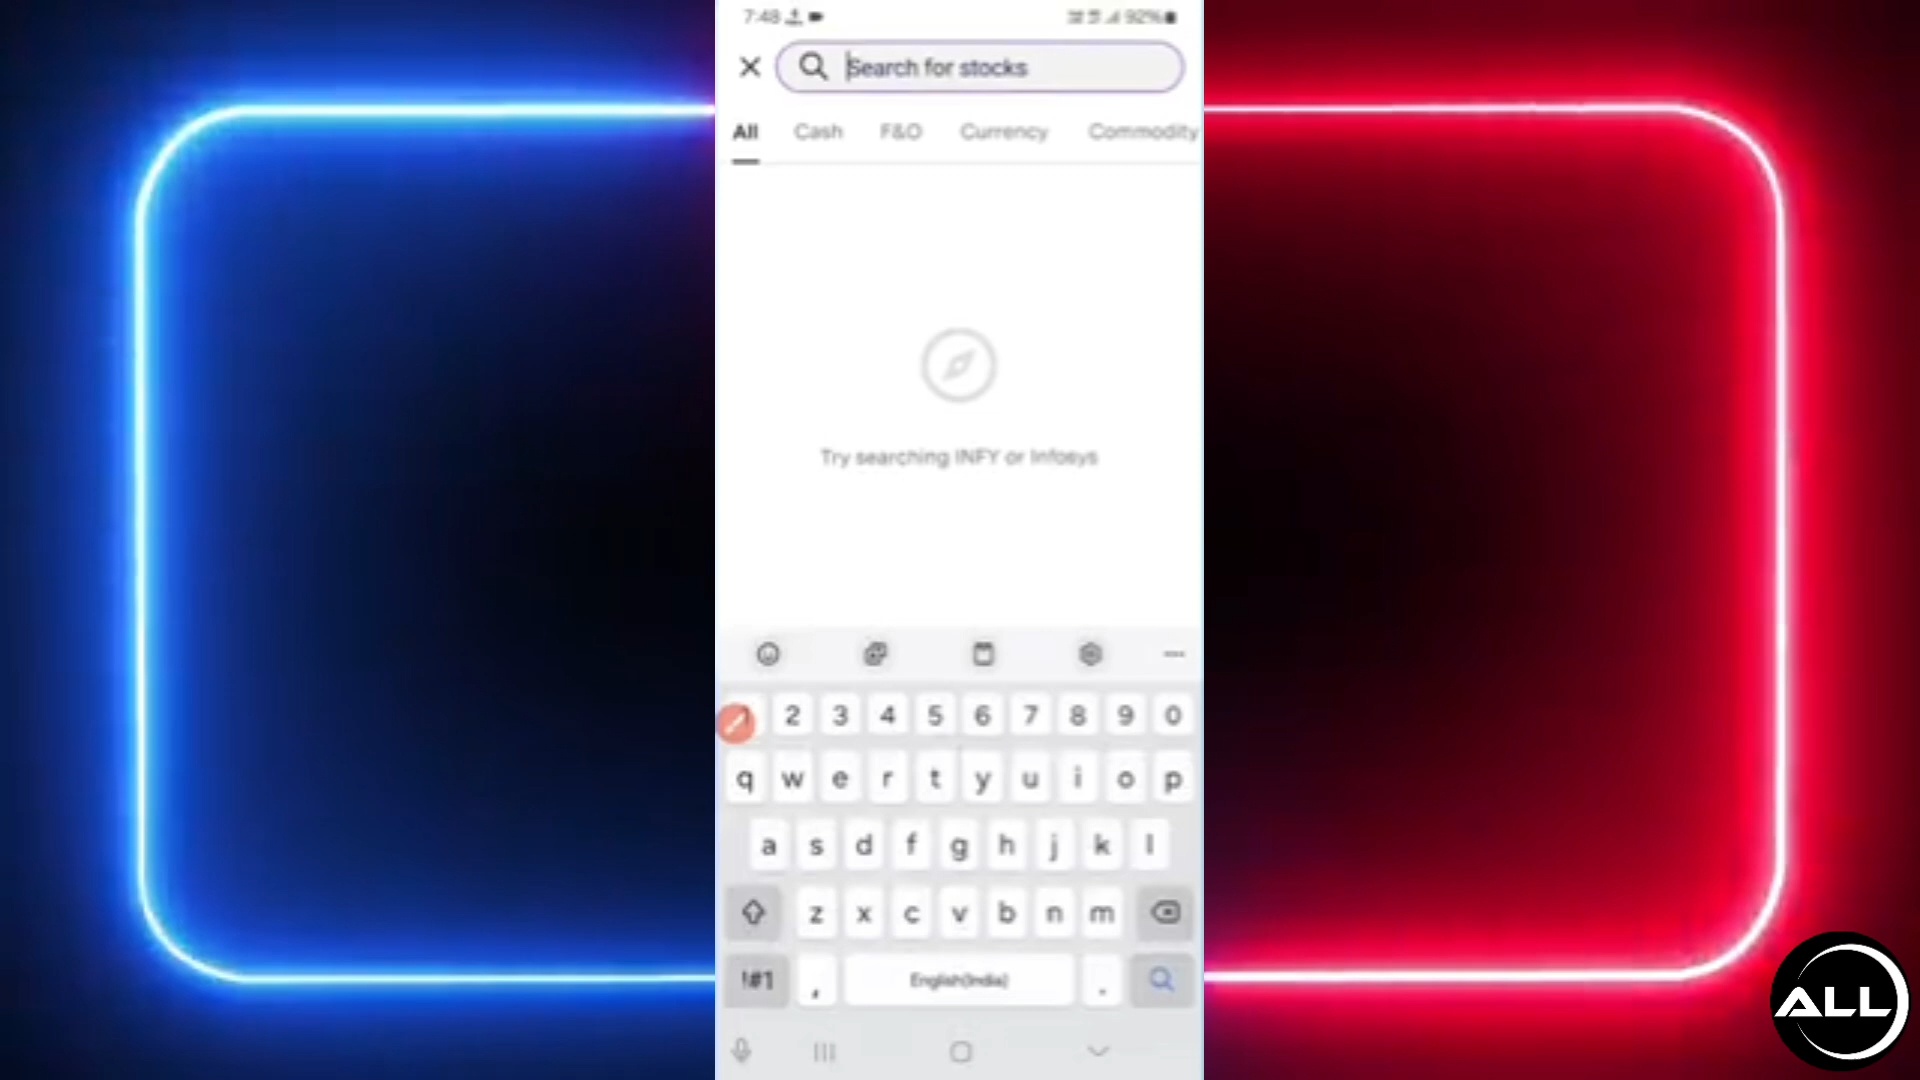 7:48 92%
Search for stocks
All Cash F&O Currency Commodity
Try searching INFY or Infosys
2 3 4 5 6 7 8 9 0
q w e r t y u i o p
a s d f g h j k l
z x c v b n m
!#1 , English(India) .
ALL